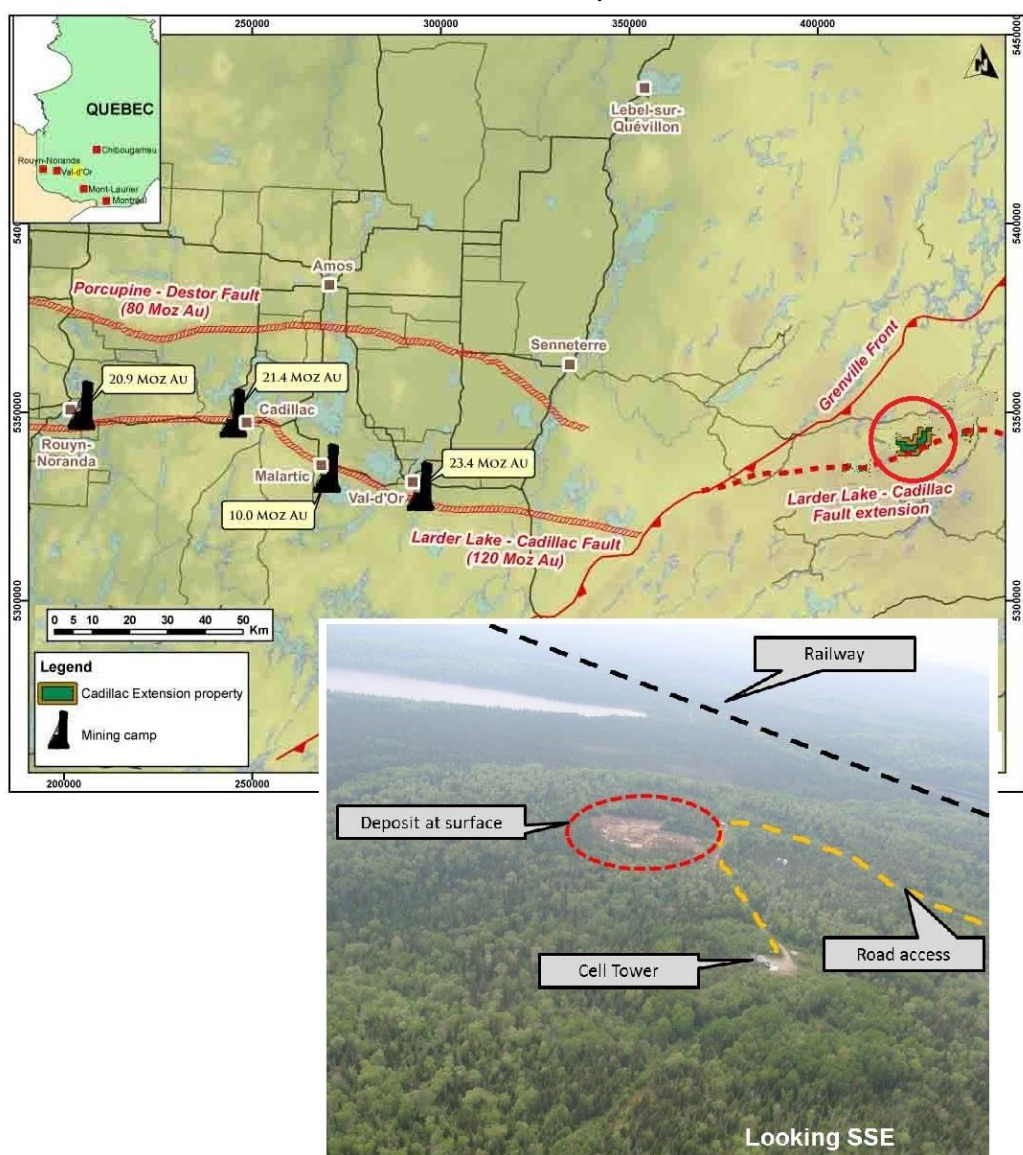 250000
300000
350000
400000
5450000
5400000
5350000
5300000
N
QUEBEC
Chibougamau
Rouyn-Noranda
Val-d'Or
Mont-Laurier
Montréal
5350000
5300000
Lebel-sur-
Quévillon
Amos
Porcupine - Destor Fault
(80 Moz Au)
Senneterre
Grenville Front
20.9 MOZ AU
21.4 MOZ AU
Cadillac
Rouyn-
Noranda
Malartic
23.4 MOZ AU
Val-d'Or
10.0 MOZ AU
Larder Lake - Cadillac Fault
(120 Moz Au)
Larder Lake - Cadillac
Fault extension
0 5 10 20 30 40 50
Km
Legend
Cadillac Extension property
Mining camp
200000
250000
Railway
Deposit at surface
Cell Tower
Road access
Looking SSE